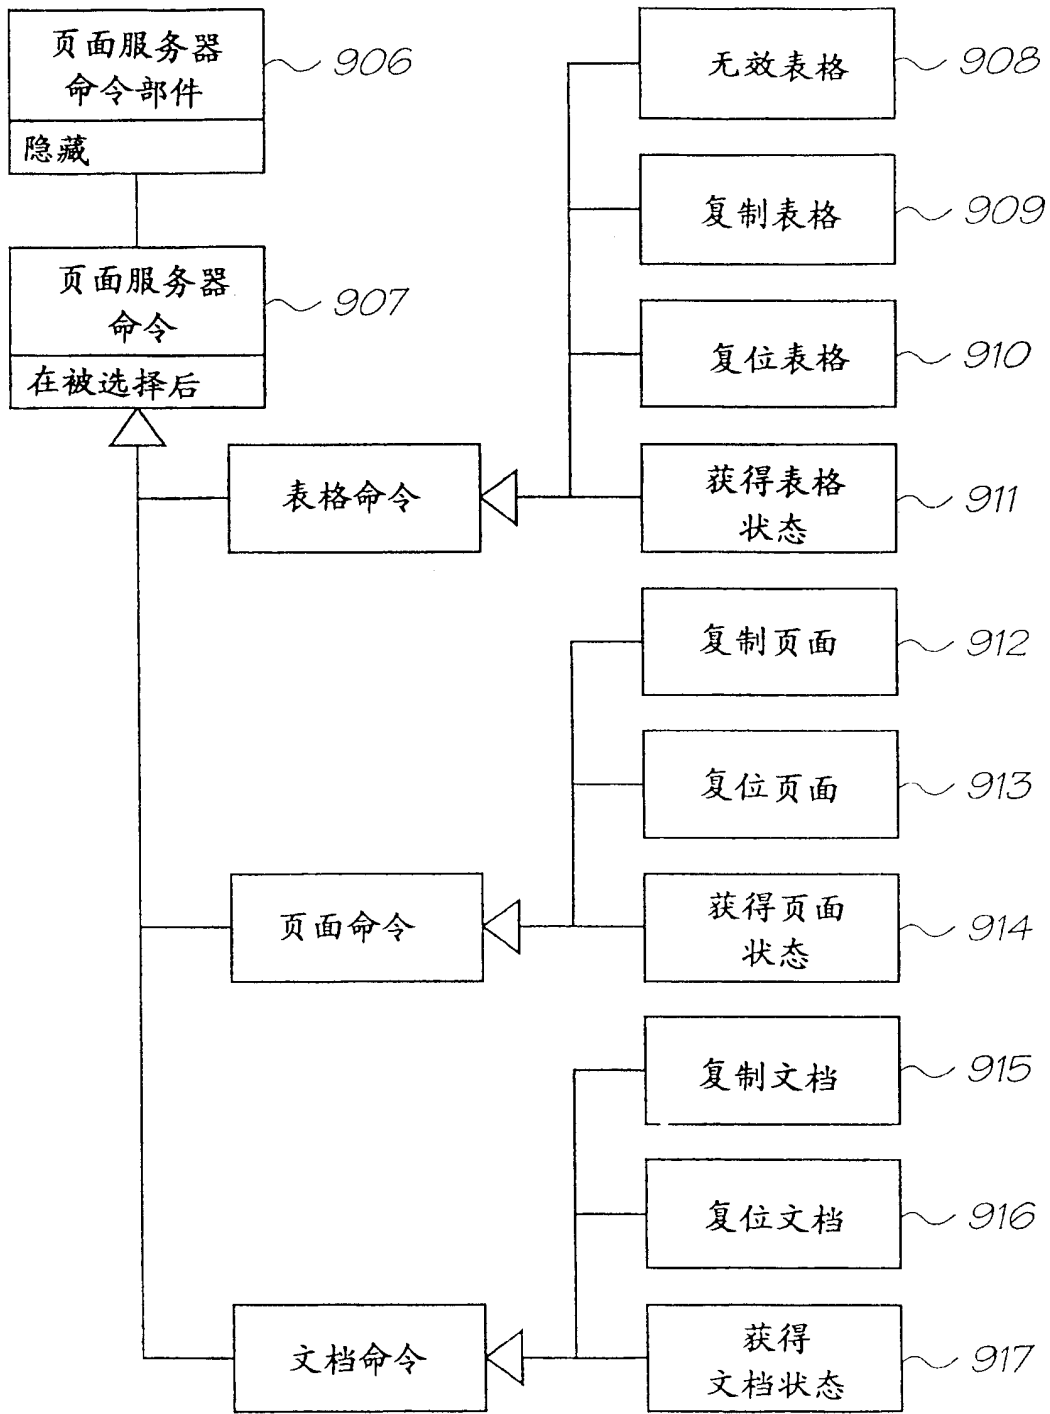 页面服务器
命令部件
906
隐藏
页面服务器
命令
907
在被选择后
无效表格
908
复制表格
909
复位表格
910
表格命令
获得表格
状态
911
复制页面
912
复位页面
913
页面命令
获得页面
状态
914
复制文档
915
复位文档
916
文档命令
获得
文档状态
917